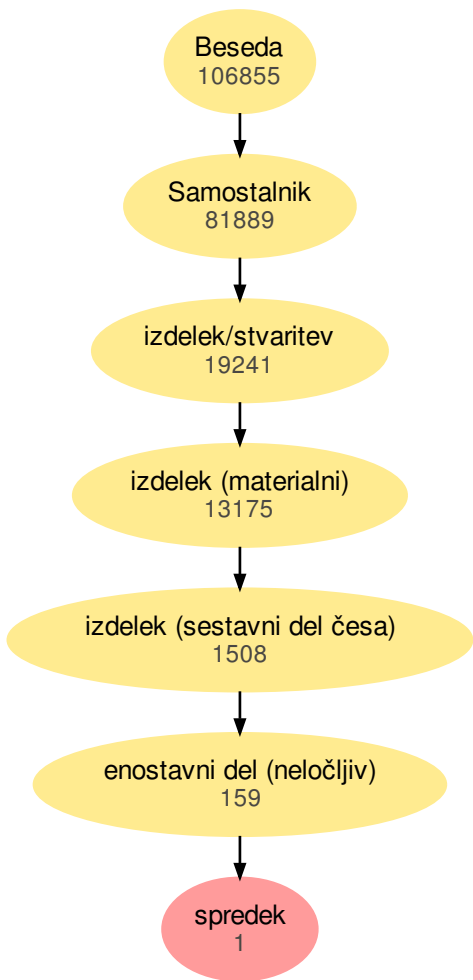 Beseda
106855
Samostalnik
81889
izdelek/stvaritev
19241
izdelek (materialni)
13175
izdelek (sestavni del česa)
1508
enostavni del (neločljiv)
159
spredek
1